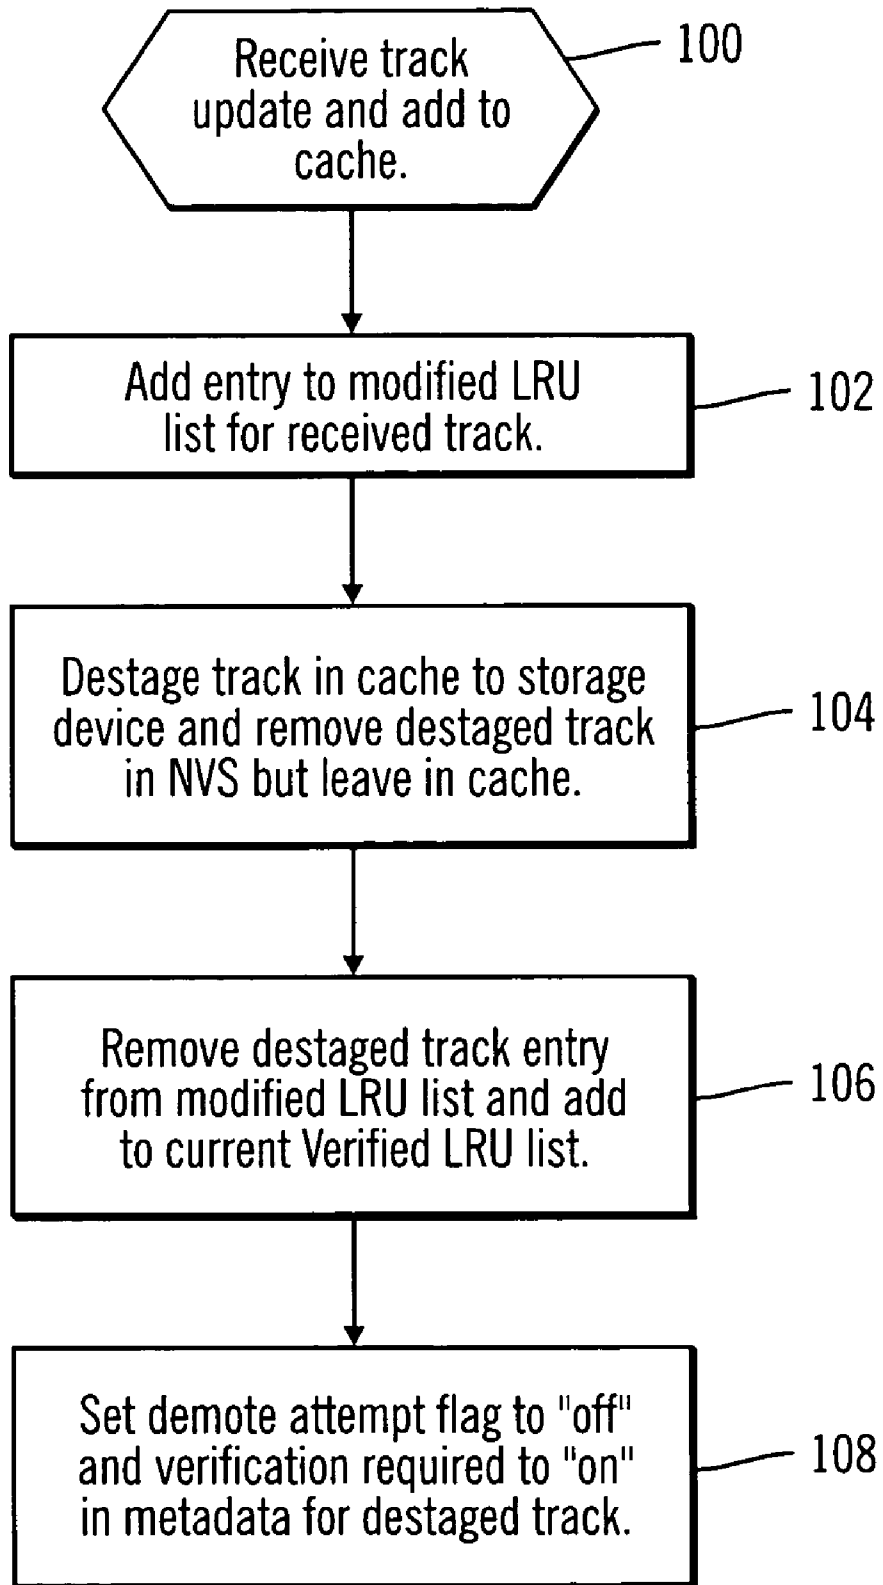 Receive track
update and add to
cache.
100
Add entry to modified LRU
list for received track.
102
Destage track in cache to storage
device and remove destaged track
in NVS but leave in cache.
104
Remove destaged track entry
from modified LRU list and add
to current Verified LRU list.
106
Set demote attempt flag to "off"
and verification required to "on"
in metadata for destaged track.
108